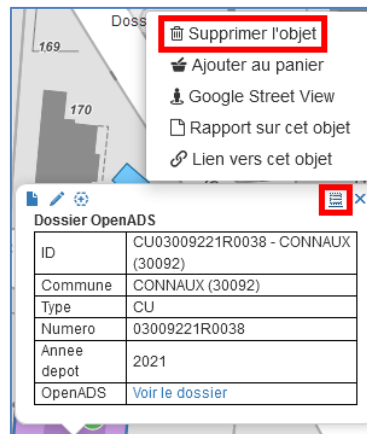 Doss
169
170
Supprimer l'objet
Ajouter au panier
Google Street View
Rapport sur cet objet
Lien vers cet objet
Dossier OpenADS
ID CU03009221R0038 - CONNAUX
(30092)
Commune CONNAUX (30092)
Type CU
Numero 03009221R0038
Annee
depot 2021
OpenADS Voir le dossier